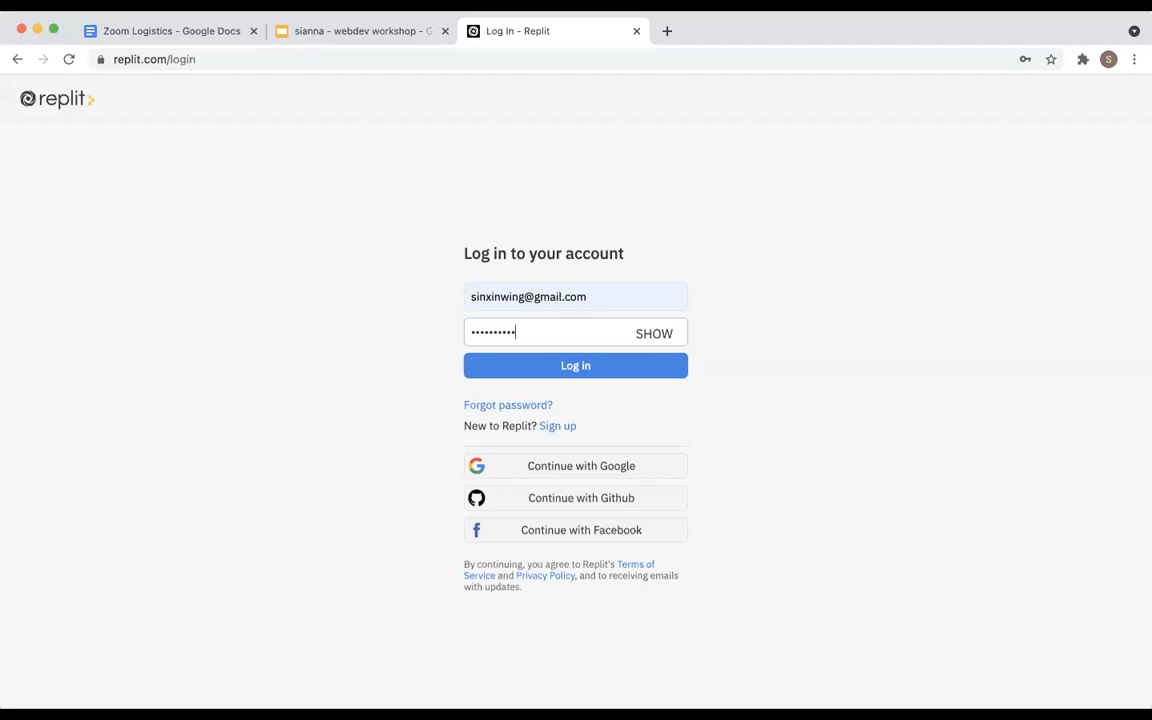 Zoom Logistics - Google Docs
sianna - webdev workshop - G
Log In - Replit
replit.com/login
S
replit
Log in to your account
sinxinwing@gmail.com
••••••••••
SHOW
Log in
Forgot password?
New to Replit? Sign up
Continue with Google
Continue with Github
Continue with Facebook
By continuing, you agree to Replit's Terms of
Service and Privacy Policy, and to receiving emails
with updates.